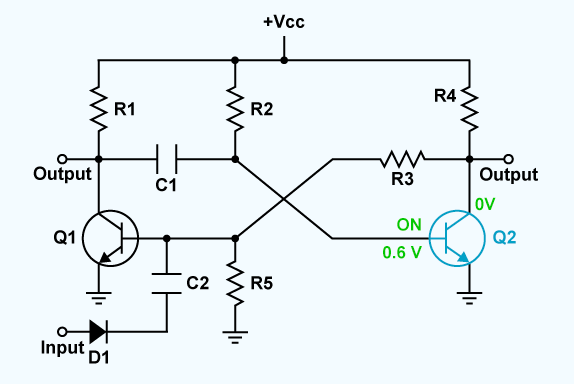 +Vcc
R1
R2
R4
Output
C1
R3
Output
0V
Q1
ON
Q2
0.6 V
C2
R5
Input
D1